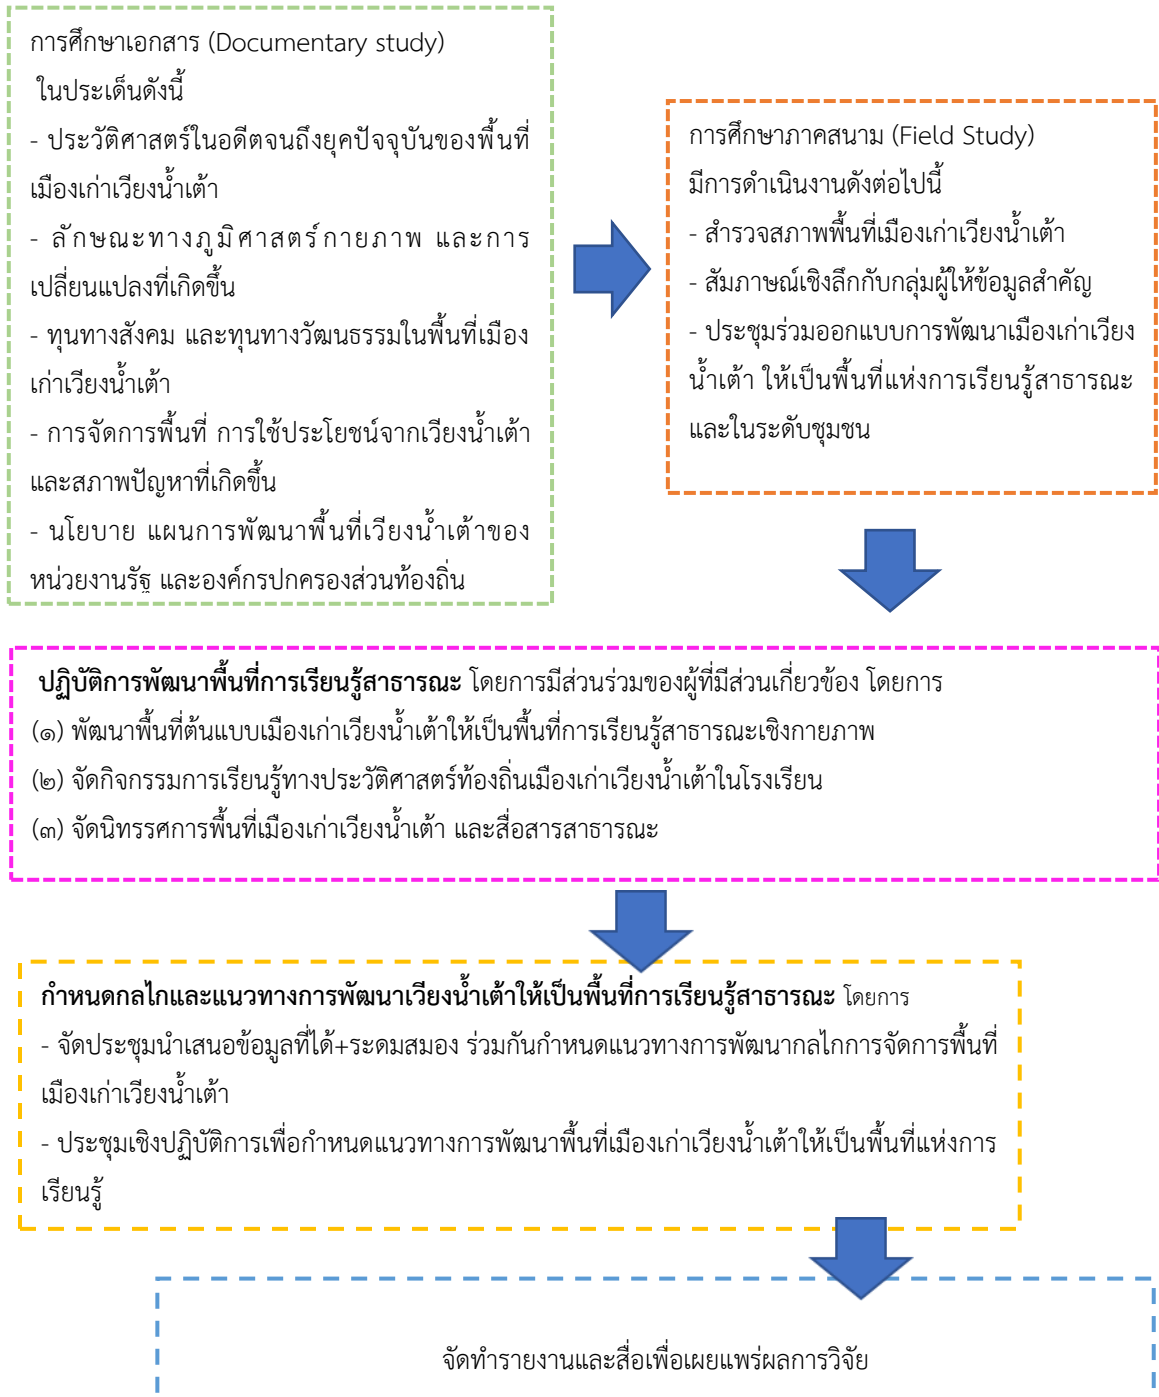 การศึกษาเอกสาร (Documentary study)
ในประเด็นดังนี้
- ประวัติศาสตร์ในอดีตจนถึงยุคปัจจุบันของพื้นที่
เมืองเก่าเวียงน้ำเต้า
- ลักษณะทางภูมิศาสตร์กายภาพ และการ
เปลี่ยนแปลงที่เกิดขึ้น
- ทุนทางสังคม และทุนทางวัฒนธรรมในพื้นที่เมือง
เก่าเวียงน้ำเต้า
- การจัดการพื้นที่ การใช้ประโยชน์จากเวียงน้ำเต้า
และสภาพปัญหาที่เกิดขึ้น
- นโยบาย แผนการพัฒนาพื้นที่เวียงน้ำเต้าของ
หน่วยงานรัฐ และองค์กรปกครองส่วนท้องถิ่น
การศึกษาภาคสนาม (Field Study)
มีการดำเนินงานดังต่อไปนี้
- สำรวจสภาพพื้นที่เมืองเก่าเวียงน้ำเต้า
- สัมภาษณ์เชิงลึกกับกลุ่มผู้ให้ข้อมูลสำคัญ
- ประชุมร่วมออกแบบการพัฒนาเมืองเก่าเวียง
น้ำเต้า ให้เป็นพื้นที่แห่งการเรียนรู้สาธารณะ
และในระดับชุมชน
ปฏิบัติการพัฒนาพื้นที่การเรียนรู้สาธารณะ โดยการมีส่วนร่วมของผู้ที่มีส่วนเกี่ยวข้อง โดยการ
(๑) พัฒนาพื้นที่ต้นแบบเมืองเก่าเวียงน้ำเต้าให้เป็นพื้นที่การเรียนรู้สาธารณะเชิงกายภาพ
(๒) จัดกิจกรรมการเรียนรู้ทางประวัติศาสตร์ท้องถิ่นเมืองเก่าเวียงน้ำเต้าในโรงเรียน
(๓) จัดนิทรรศการพื้นที่เมืองเก่าเวียงน้ำเต้า และสื่อสารสาธารณะ
กำหนดกลไกและแนวทางการพัฒนาเวียงน้ำเต้าให้เป็นพื้นที่การเรียนรู้สาธารณะ โดยการ
- จัดประชุมนำเสนอข้อมูลที่ได้+ระดมสมอง ร่วมกันกำหนดแนวทางการพัฒนากลไกการจัดการพื้นที่
เมืองเก่าเวียงน้ำเต้า
- ประชุมเชิงปฏิบัติการเพื่อกำหนดแนวทางการพัฒนาพื้นที่เมืองเก่าเวียงน้ำเต้าให้เป็นพื้นที่แห่งการ
เรียนรู้
จัดทำรายงานและสื่อเพื่อเผยแพร่ผลการวิจัย